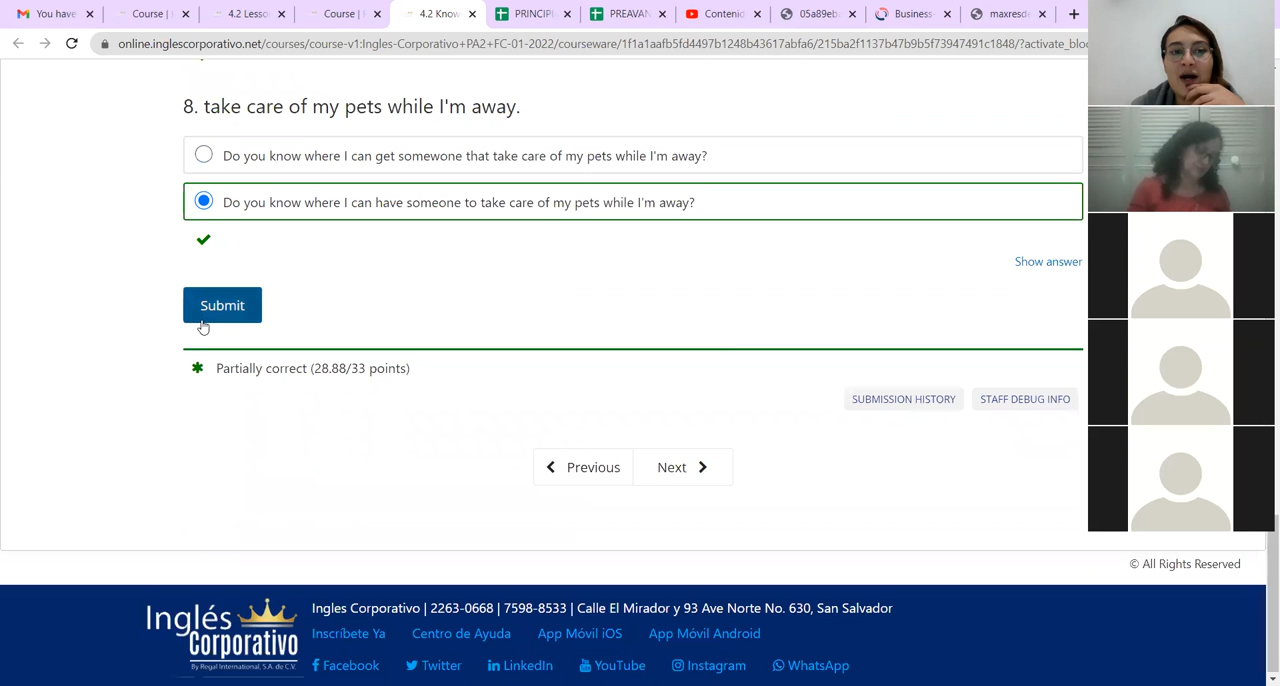 You have
Course |
4.2 Lesso
Course |
4.2 Know
PRINCIPI
PREAVAN
Contenid
05a89eb
Business
maxresde
online.inglescorporativo.net/courses/course-v1:Ingles-Corporativo+PA2+FC-01-2022/courseware/1f1a1aafb5fd4497b1248b43617abfa6/215ba2f1137b47b9b5f73947491c1848/?activate_bloc
8. take care of my pets while I'm away.
Do you know where I can get somewone that take care of my pets while I'm away?
Do you know where I can have someone to take care of my pets while I'm away?
Show answer
Submit
Partially correct (28.88/33 points)
SUBMISSION HISTORY
STAFF DEBUG INFO
Previous
Next
© All Rights Reserved
Inglés
Corporativo
By Regal International, S.A. de C.V.
Ingles Corporativo | 2263-0668 | 7598-8533 | Calle El Mirador y 93 Ave Norte No. 630, San Salvador
Inscríbete Ya
Centro de Ayuda
App Móvil iOS
App Móvil Android
Facebook
Twitter
LinkedIn
YouTube
Instagram
WhatsApp